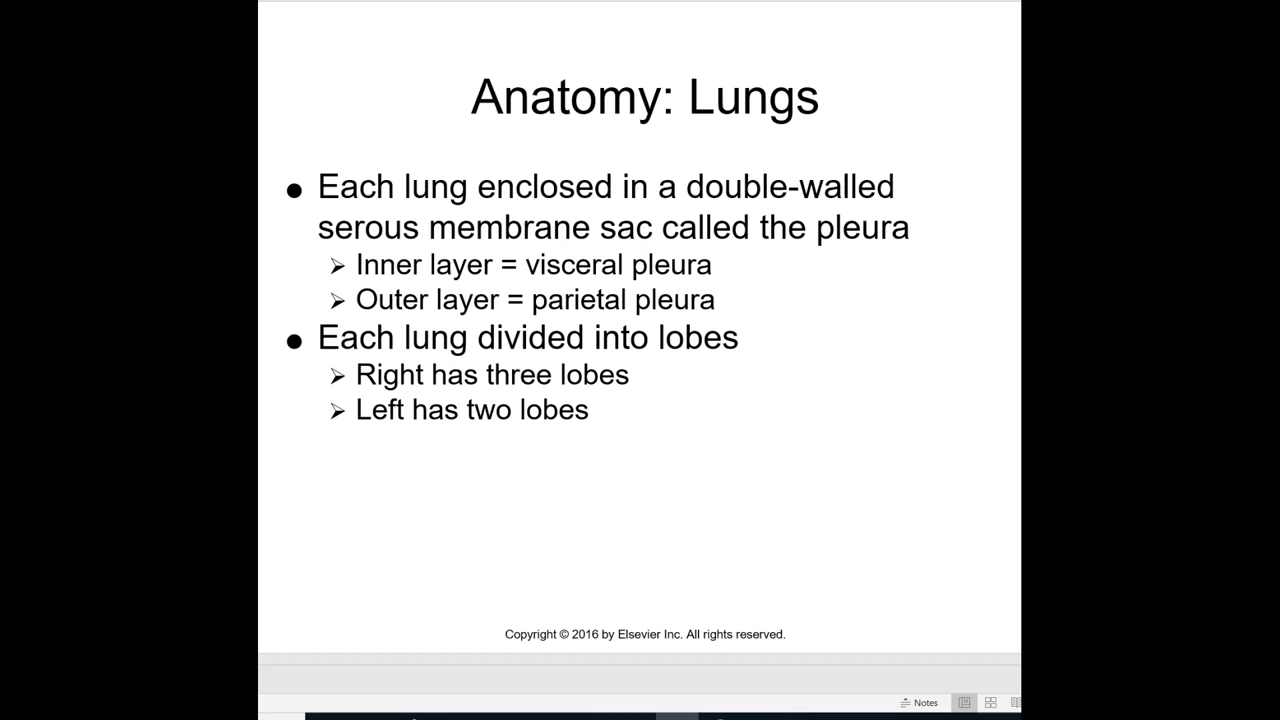 Anatomy: Lungs
● Each lung enclosed in a double-walled
serous membrane sac called the pleura
➢ Inner layer = visceral pleura
➢ Outer layer = parietal pleura
● Each lung divided into lobes
➢ Right has three lobes
➢ Left has two lobes
Copyright © 2016 by Elsevier Inc. All rights reserved.
Notes